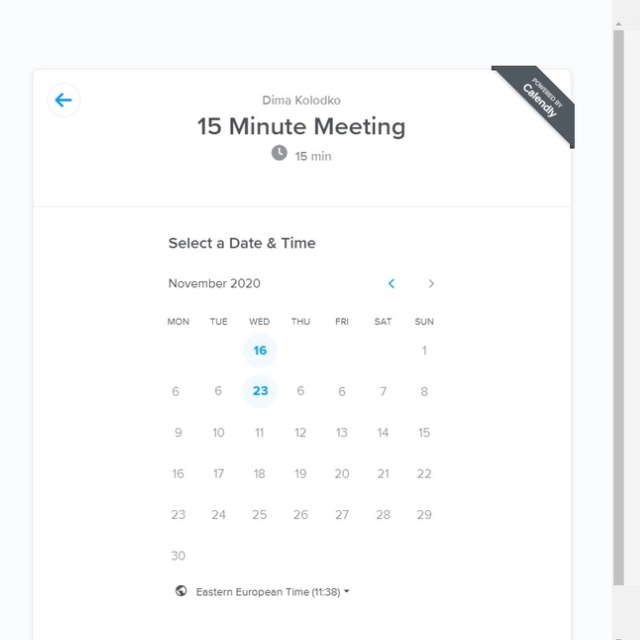 POWERED BY
Calendly
Dima Kolodko
15 Minute Meeting
15 min
Select a Date & Time
November 2020
MON TUE WED THU FRI SAT SUN
16 1
6 6 23 6 6 7 8
9 10 11 12 13 14 15
16 17 18 19 20 21 22
23 24 25 26 27 28 29
30
Eastern European Time (11:38)